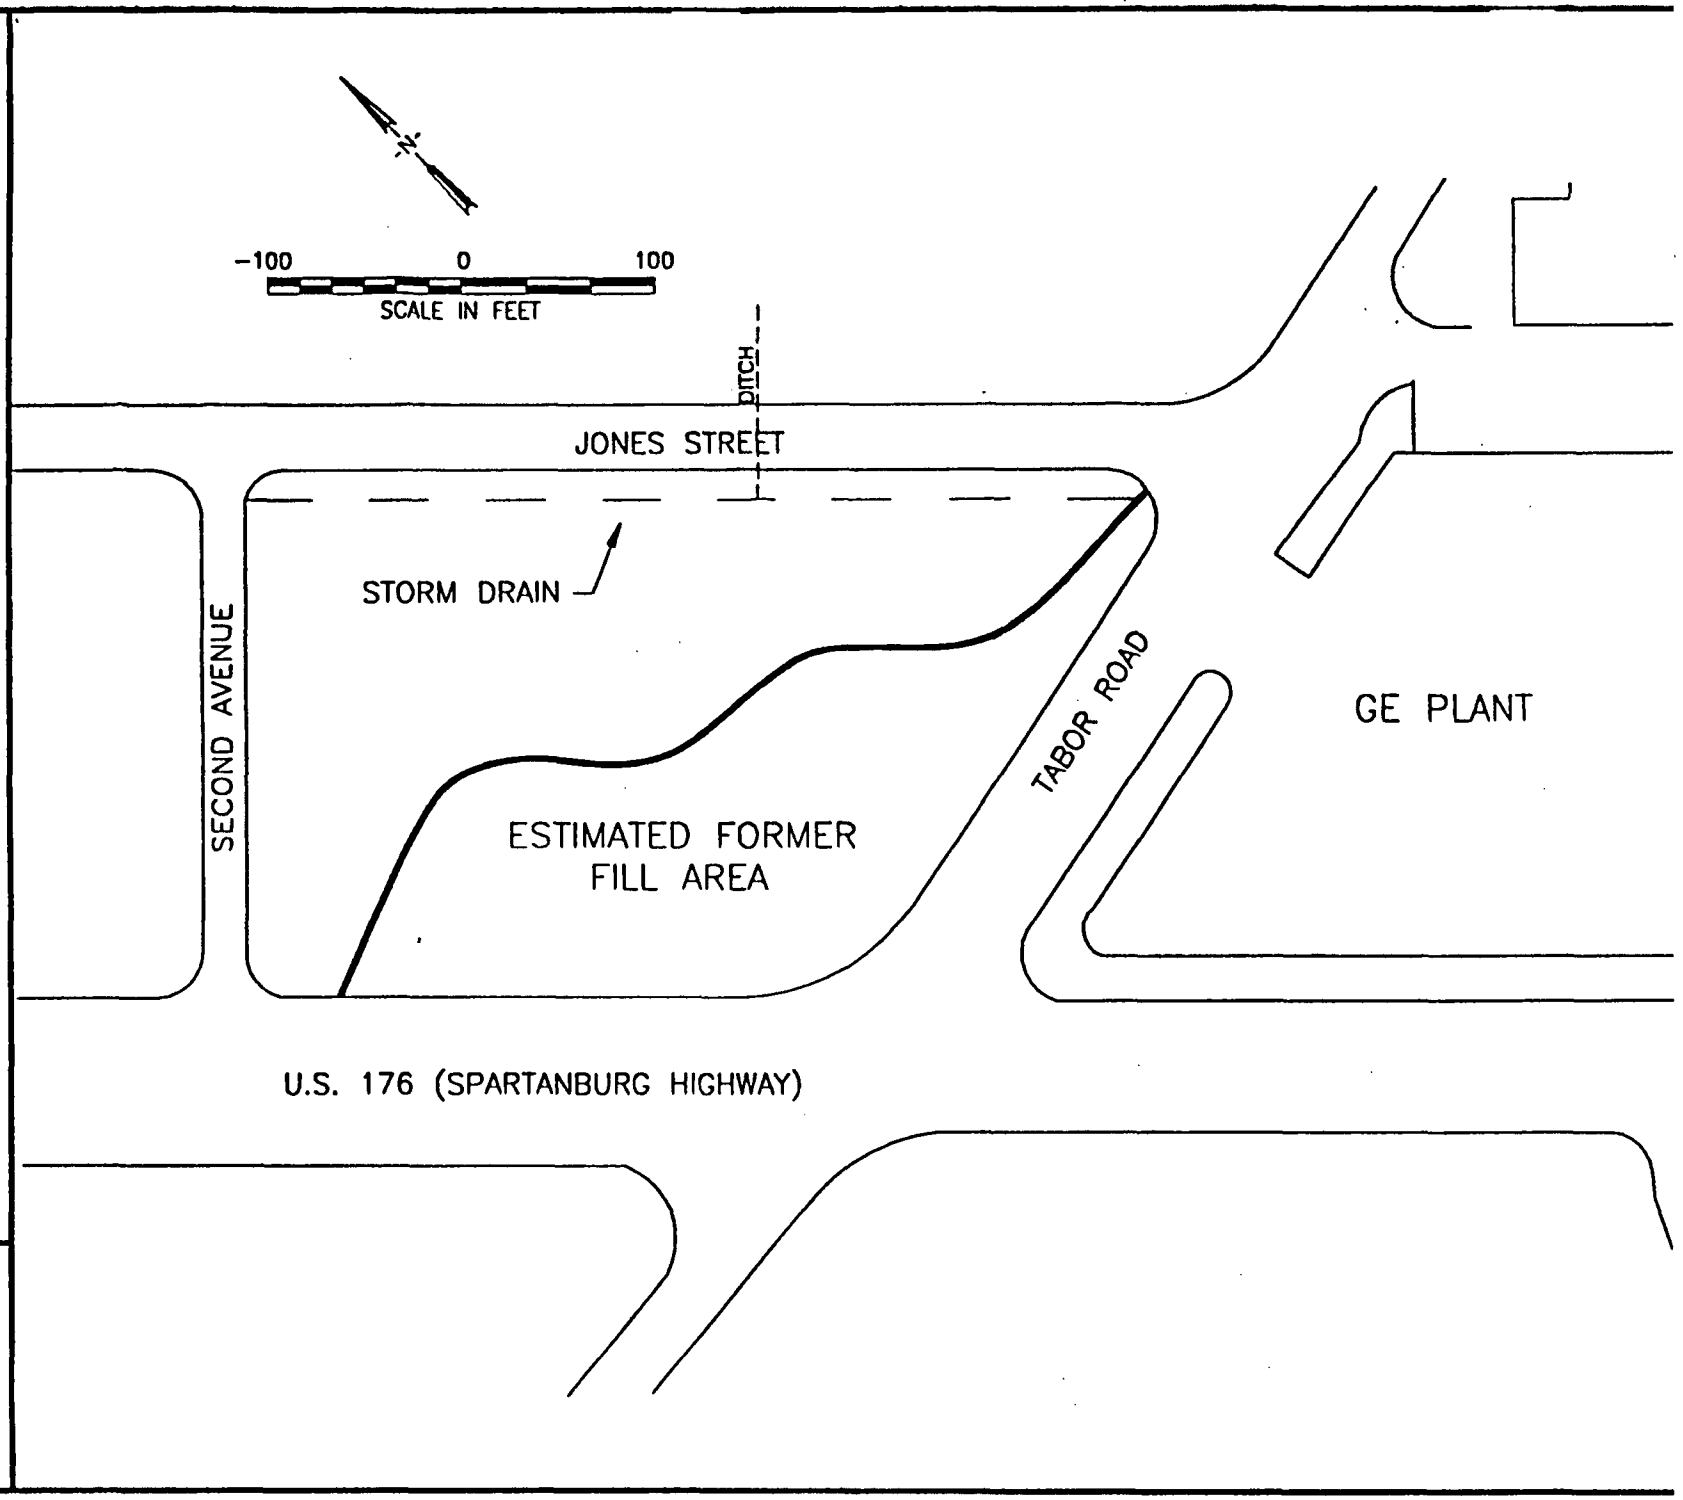 -N-
-100 0 100
SCALE IN FEET
DITCH
JONES STREET
STORM DRAIN
SECOND AVENUE
TABOR ROAD
GE PLANT
ESTIMATED FORMER
FILL AREA
U.S. 176 (SPARTANBURG HIGHWAY)